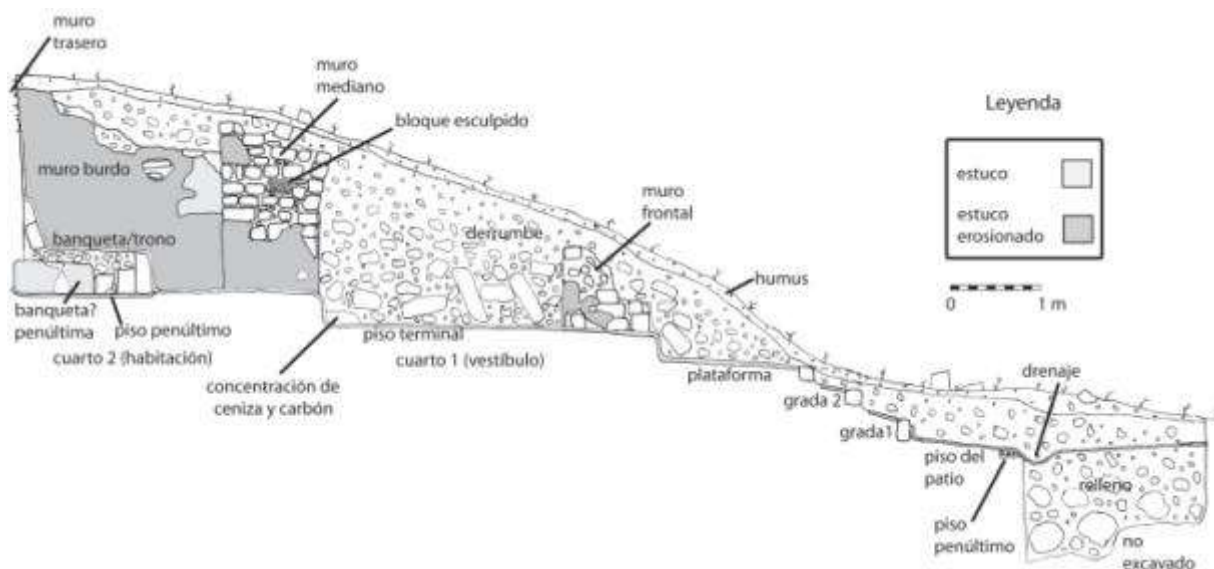 muro
trasero
muro
mediano
bloque esculpido
Leyenda
estuco
estuco
erosionado
0 1 m
muro burdo
muro
frontal
derrumbe
banqueta/trono
humus
banqueta?
penúltima
piso penúltimo
cuarto 2 (habitación)
piso terminal
cuarto 1 (vestíbulo)
concentración de
ceniza y carbón
plataforma
drenaje
grada 2
grada1
piso del
patio
relleno
piso
penúltimo
no
excavado